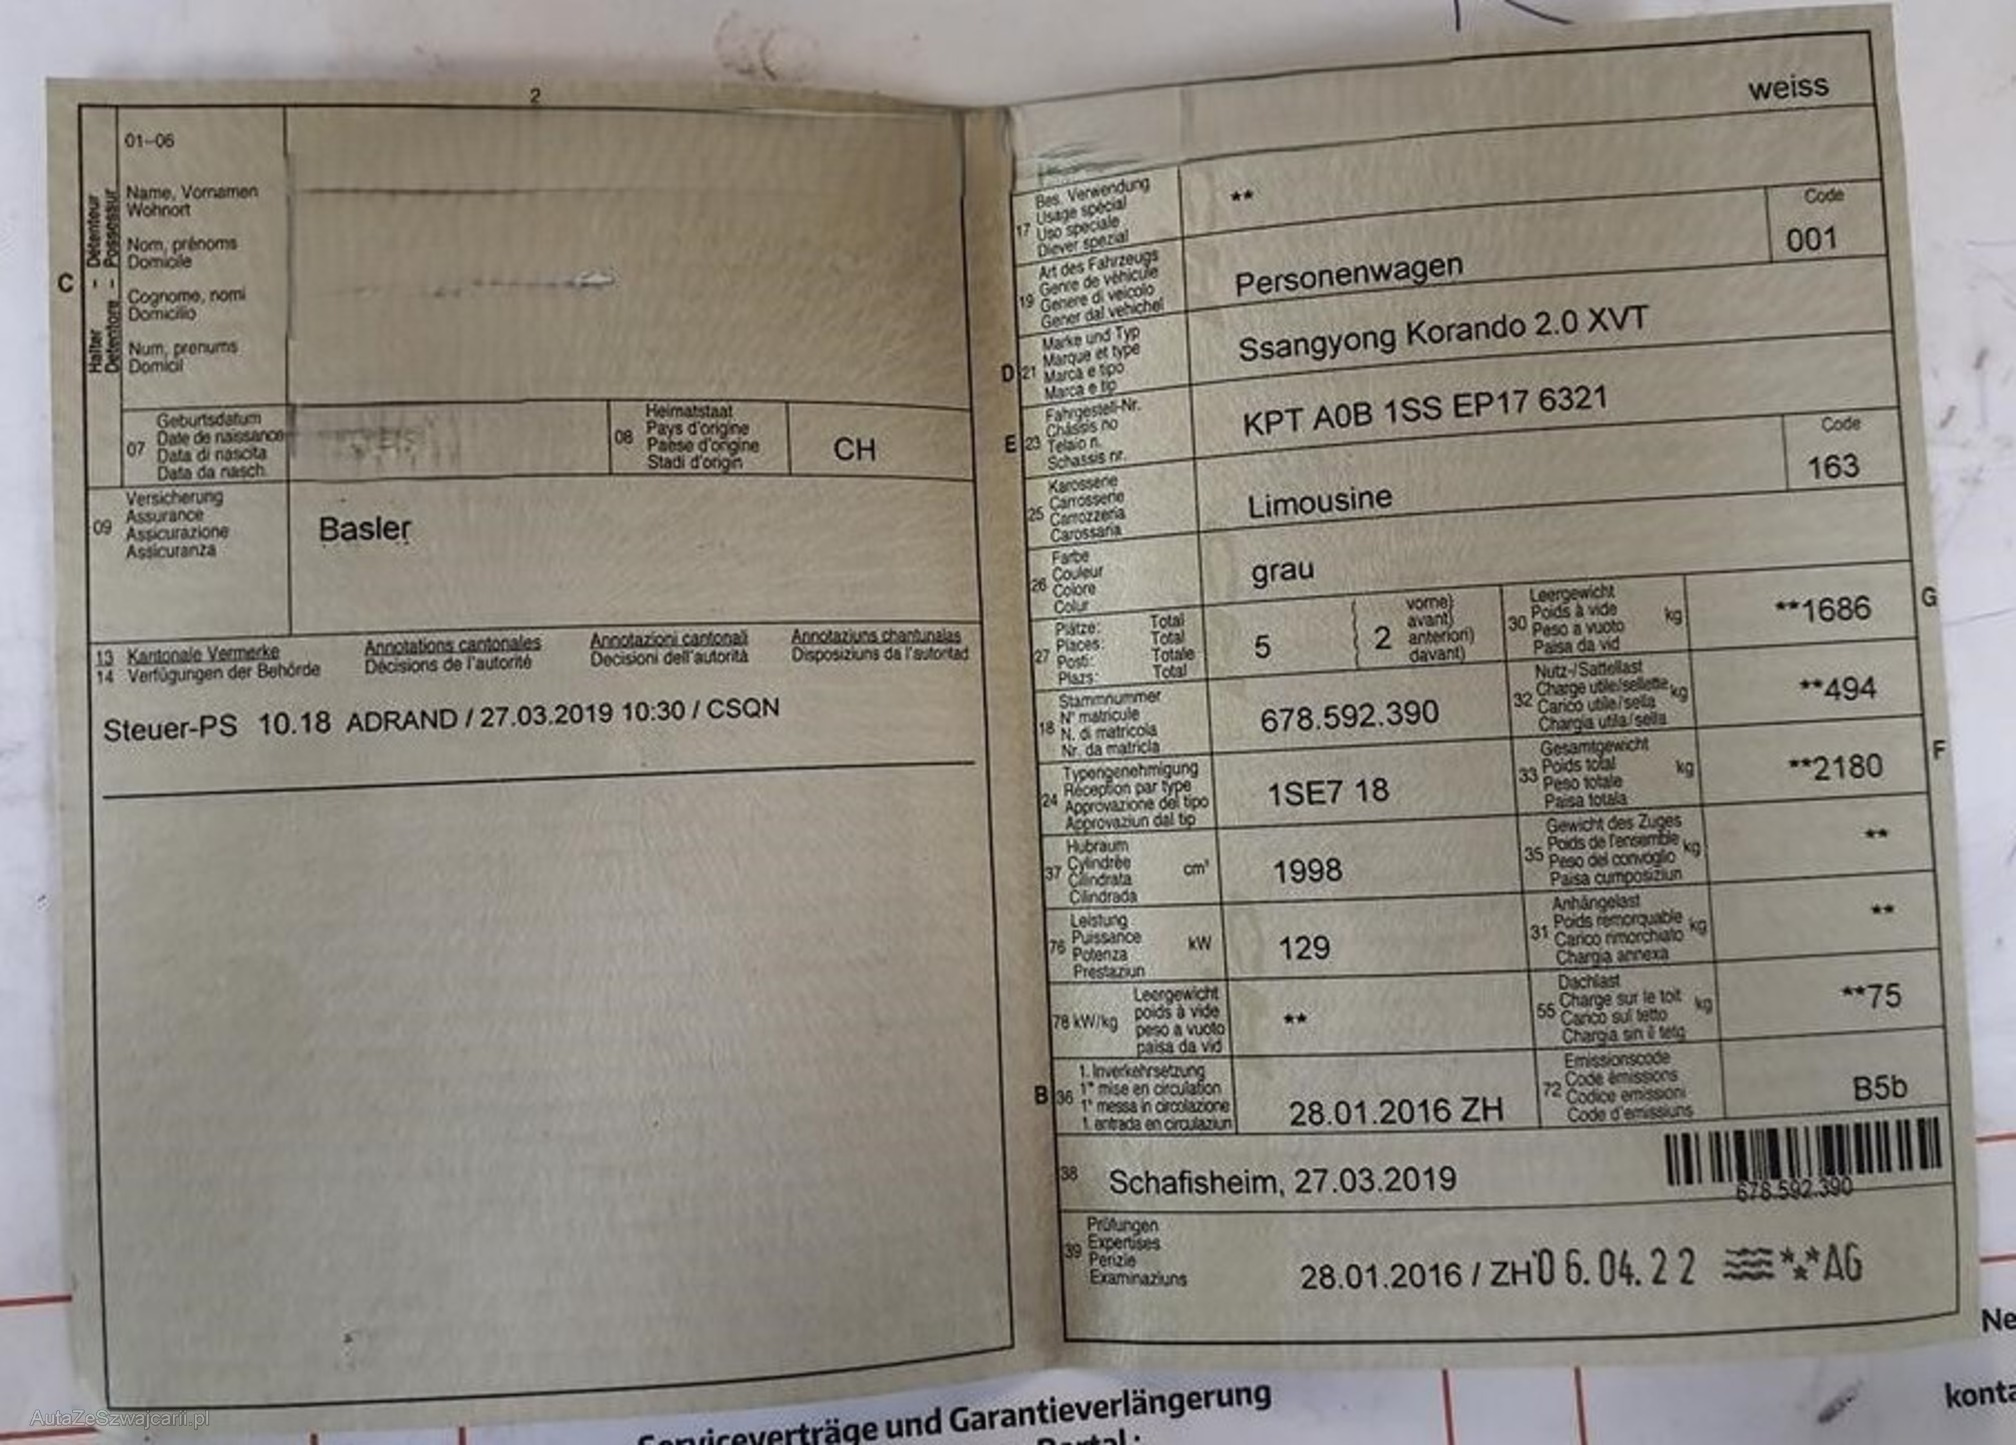 2
01–06
C
Halter – Détenteur
Detentore – Possessur
Name, Vornamen
Wohnort
Nom, prénoms
Domicile
Cognome, nomi
Domicilio
Num, prenums
Domicil
07
Geburtsdatum
Date de naissance
Data di nascita
Data da nasch.
08
Heimatstaat
Pays d'origine
Paese d'origine
Stadi d'origin
CH
09
Versicherung
Assurance
Assicurazione
Assicuranza
Basler
13 Kantonale Vermerke Annotations cantonales Annotazioni cantonali Annotaziuns chantunalas
14 Verfügungen der Behörde Décisions de l'autorité Decisioni dell'autorità Disposiziuns da l'autoritad
Steuer-PS 10.18 ADRAND / 27.03.2019 10:30 / CSQN
weiss
17
Bes. Verwendung
Usage spécial
Uso speciale
Diever spezial
**
19
Art des Fahrzeugs
Genre de véhicule
Genere di veicolo
Gener dal vehichel
Personenwagen
Code
001
D 21
Marke und Typ
Marque et type
Marca e tipo
Marca e tip
Ssangyong Korando 2.0 XVT
E 23
Fahrgestell-Nr.
Châssis no
Telaio n.
Schassis nr.
KPT A0B 1SS EP17 6321
25
Karosserie
Carrosserie
Carrozzeria
Carossaria
Limousine
Code
163
26
Farbe
Couleur
Colore
Colur
grau
27
Plätze: Total
Places: Total
Posti: Totale
Plazs: Total
5
2
vorne)
avant)
anteriori)
davant)
30
Leergewicht
Poids à vide
Peso a vuoto
Paisa da vid
kg
**1686
G
18
Stammnummer
N° matricule
N. di matricola
Nr. da matricla
678.592.390
32
Nutz-/Sattellast
Charge utile/sellette
Carico utile/sella
Chargia utila/sella
kg
**494
24
Typengenehmigung
Réception par type
Approvazione del tipo
Approvaziun dal tip
1SE7 18
33
Gesamtgewicht
Poids total
Peso totale
Paisa totala
kg
**2180
F
37
Hubraum
Cylindrée
Cilindrata
Cilindrada
cm³
1998
35
Gewicht des Zuges
Poids de l'ensemble
Peso del convoglio
Paisa cumposiziun
kg
**
76
Leistung
Puissance
Potenza
Prestaziun
kW
129
31
Anhängelast
Poids remorquable
Carico rimorchiato
Chargia annexa
kg
**
78 kW/kg
Leergewicht
poids à vide
peso a vuoto
paisa da vid
**
55
Dachlast
Charge sur le toit
Carico sul tetto
Chargia sin il tetg
kg
**75
B 36
1. Inverkehrsetzung
1re mise en circulation
1a messa in circolazione
1. entrada en circulaziun
28.01.2016 ZH
72
Emissionscode
Code émissions
Codice emissioni
Code d'emissiuns
B5b
38
Schafisheim, 27.03.2019
678.592.390
39
Prüfungen
Expertises
Perizie
Examinaziuns
28.01.2016 / ZH 06.04.22 AG
Serviceverträge und Garantieverlängerung
AutaZeSzwajcarii.pl